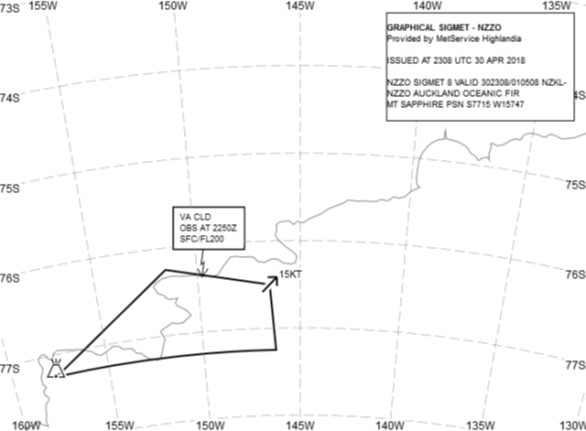 73S 155W 150W 145W 140W 135W
GRAPHICAL SIGMET - NZZO
Provided by MetService Highlandia
ISSUED AT 2308 UTC 30 APR 2018
NZZO SIGMET 8 VALID 302308/010508 NZKL-
NZZO AUCKLAND OCEANIC FIR
MT SAPPHIRE PSN S7715 W15747
74S 4S
75S 75S
VA CLD
OBS AT 2250Z
SFC/FL200
15KT
76S 76S
77S 77S
160W 155W 150W 145W 140W 135W 130W